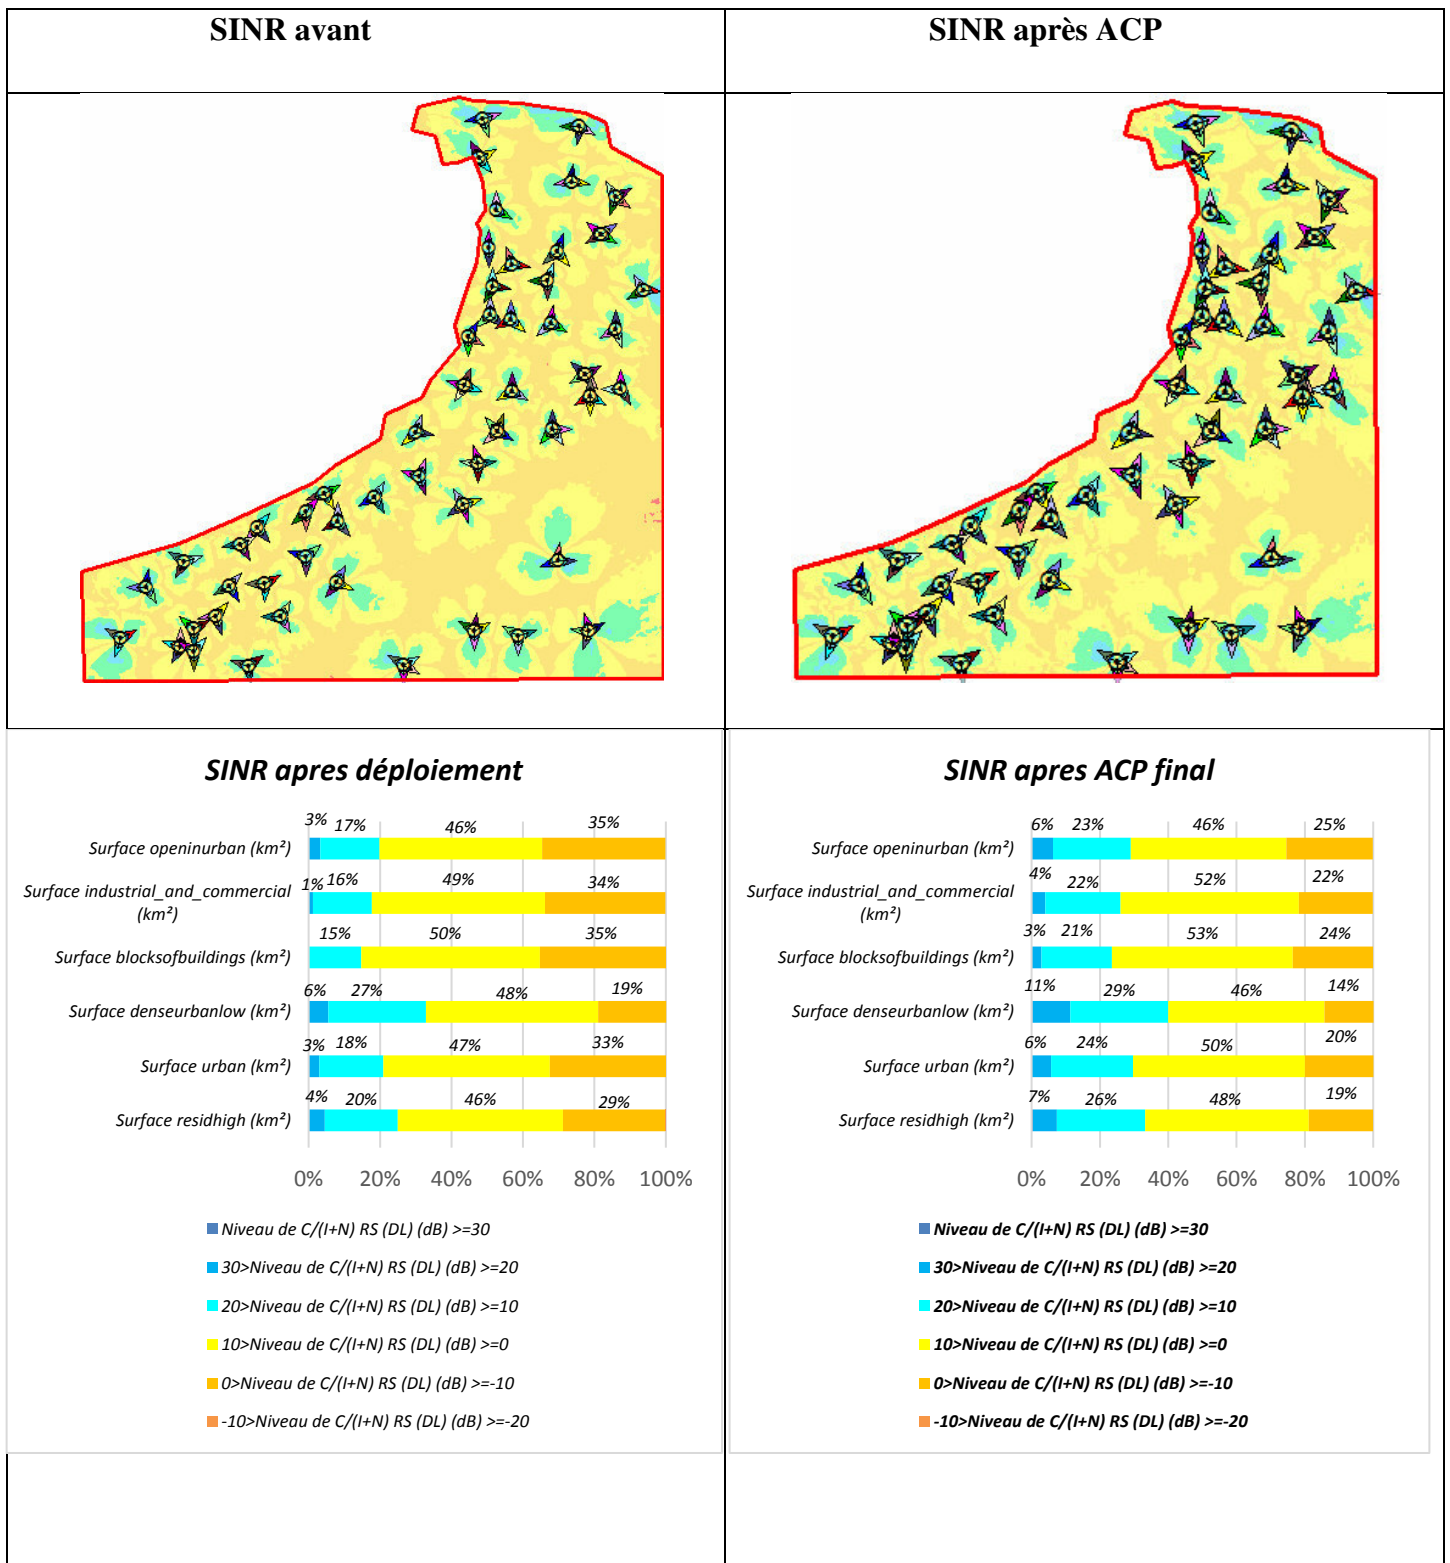 SINR avant
SINR après ACP
SINR apres déploiement
3% 17% 46% 35%
Surface openinurban (km²)
1% 16% 49% 34%
Surface industrial_and_commercial
(km²)
15% 50% 35%
Surface blocksofbuildings (km²)
6% 27% 48% 19%
Surface denseurbanlow (km²)
3% 18% 47% 33%
Surface urban (km²)
4% 20% 46% 29%
Surface residhigh (km²)
0% 20% 40% 60% 80% 100%
Niveau de C/(I+N) RS (DL) (dB) >=30
30>Niveau de C/(I+N) RS (DL) (dB) >=20
20>Niveau de C/(I+N) RS (DL) (dB) >=10
10>Niveau de C/(I+N) RS (DL) (dB) >=0
0>Niveau de C/(I+N) RS (DL) (dB) >=-10
-10>Niveau de C/(I+N) RS (DL) (dB) >=-20
SINR apres ACP final
6% 23% 46% 25%
Surface openinurban (km²)
4% 22% 52% 22%
Surface industrial_and_commercial
(km²)
3% 21% 53% 24%
Surface blocksofbuildings (km²)
11% 29% 46% 14%
Surface denseurbanlow (km²)
6% 24% 50% 20%
Surface urban (km²)
7% 26% 48% 19%
Surface residhigh (km²)
0% 20% 40% 60% 80% 100%
Niveau de C/(I+N) RS (DL) (dB) >=30
30>Niveau de C/(I+N) RS (DL) (dB) >=20
20>Niveau de C/(I+N) RS (DL) (dB) >=10
10>Niveau de C/(I+N) RS (DL) (dB) >=0
0>Niveau de C/(I+N) RS (DL) (dB) >=-10
-10>Niveau de C/(I+N) RS (DL) (dB) >=-20